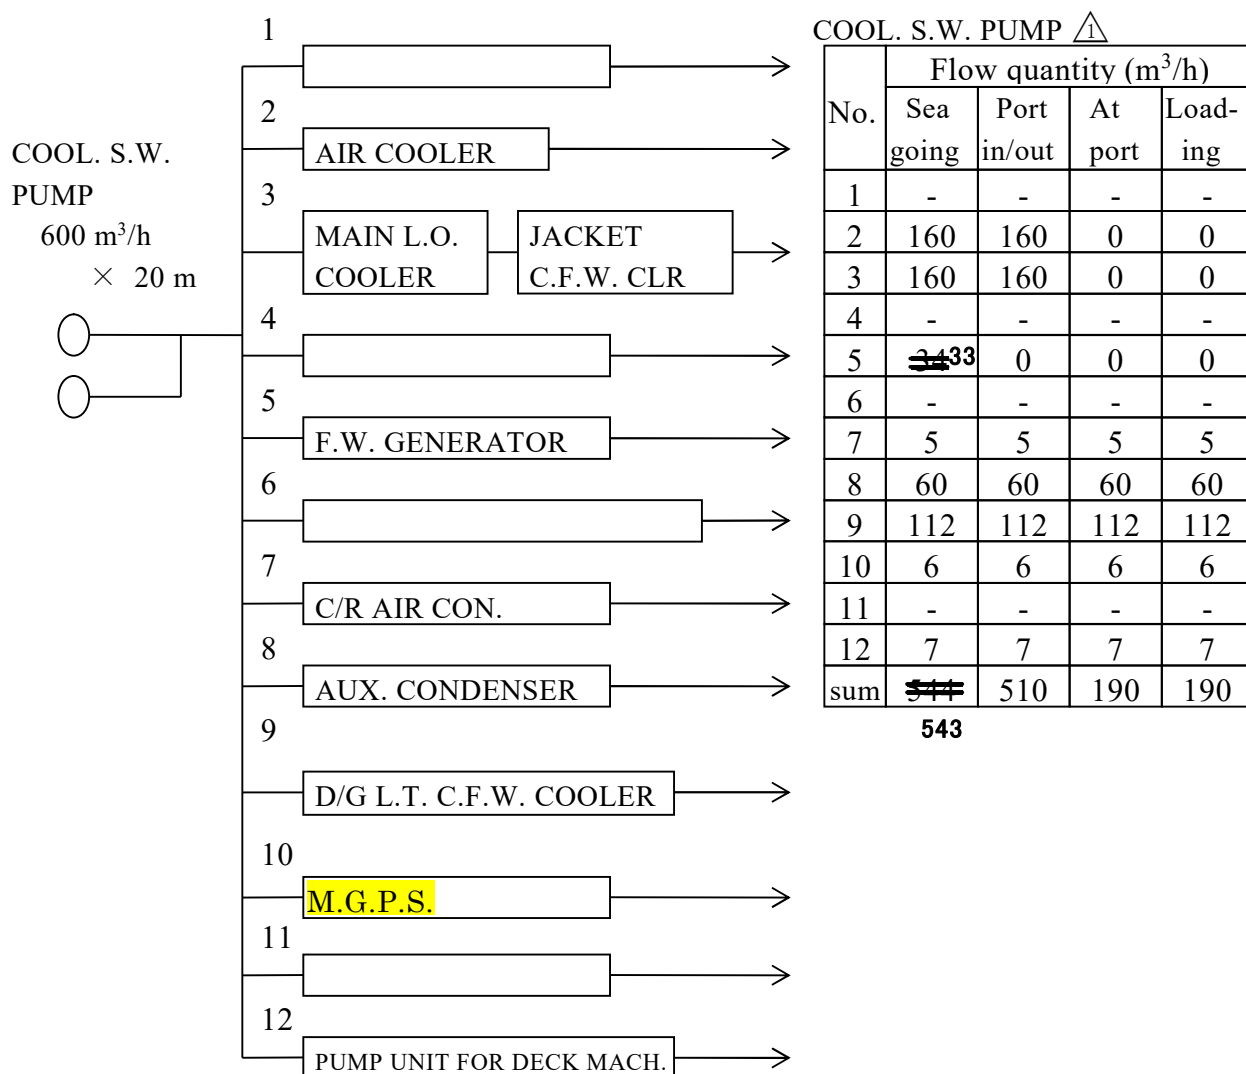 COOL. S.W.
PUMP
600 m³/h
× 20 m
1
2
AIR COOLER
3
MAIN L.O.
COOLER
JACKET
C.F.W. CLR
4
5
F.W. GENERATOR
6
7
C/R AIR CON.
8
AUX. CONDENSER
9
D/G L.T. C.F.W. COOLER
10
M.G.P.S.
11
12
PUMP UNIT FOR DECK MACH.
COOL. S.W. PUMP 1
No. Flow quantity (m³/h)
Sea going Port in/out At port Load-ing
1 - - - -
2 160 160 0 0
3 160 160 0 0
4 - - - -
5 34 33 0 0 0
6 - - - -
7 5 5 5 5
8 60 60 60 60
9 112 112 112 112
10 6 6 6 6
11 - - - -
12 7 7 7 7
sum 544 510 190 190
543